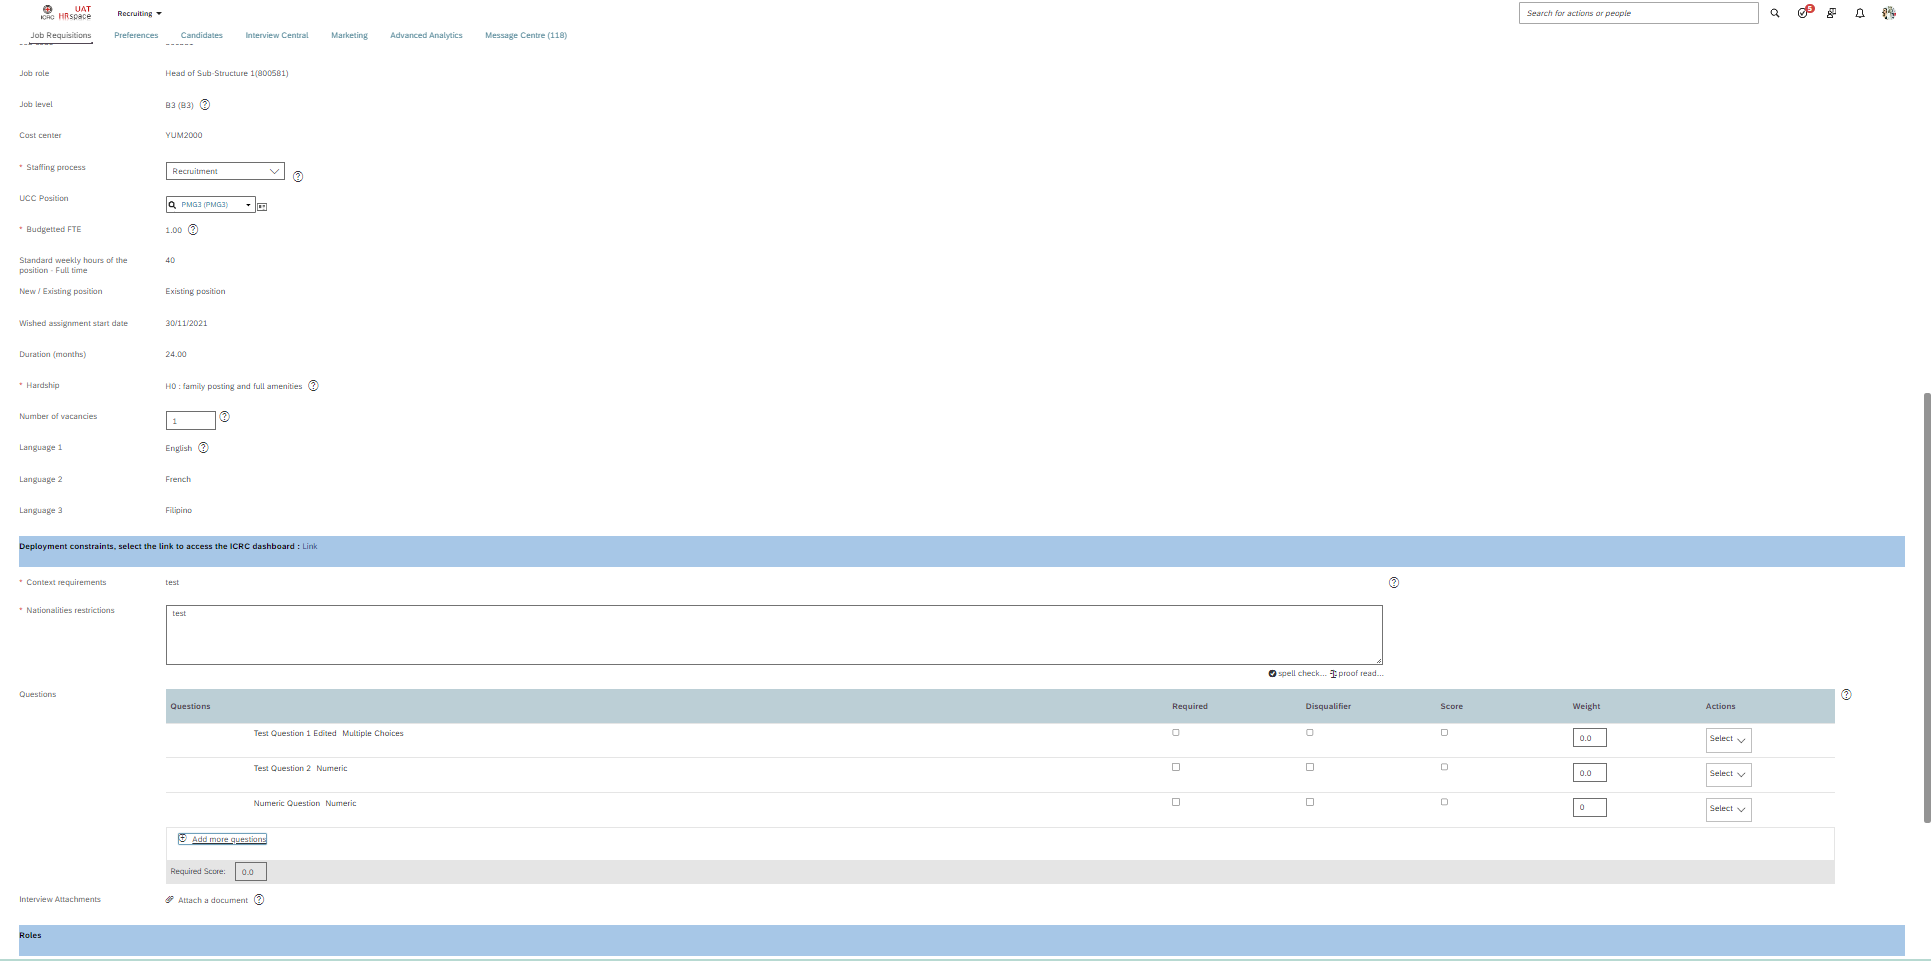 ICRC
UAT
HRspace
Recruiting
Search for actions or people
5
Job Requisitions
Preferences
Candidates
Interview Central
Marketing
Advanced Analytics
Message Centre (118)
Job role
Head of Sub-Structure 1(800581)
Job level
B3 (B3)
Cost center
YUM2000
* Staffing process
Recruitment
UCC Position
PMG3 (PMG3)
* Budgetted FTE
1.00
Standard weekly hours of the
position - Full time
40
New / Existing position
Existing position
Wished assignment start date
30/11/2021
Duration (months)
24.00
* Hardship
H0 : family posting and full amenities
Number of vacancies
1
Language 1
English
Language 2
French
Language 3
Filipino
Deployment constraints, select the link to access the ICRC dashboard : Link
* Context requirements
test
* Nationalities restrictions
test
spell check... proof read...
Questions
Questions Required Disqualifier Score Weight Actions
Test Question 1 Edited Multiple Choices 0.0 Select
Test Question 2 Numeric 0.0 Select
Numeric Question Numeric 0 Select
Add more questions
Required Score: 0.0
Interview Attachments
Attach a document
Roles